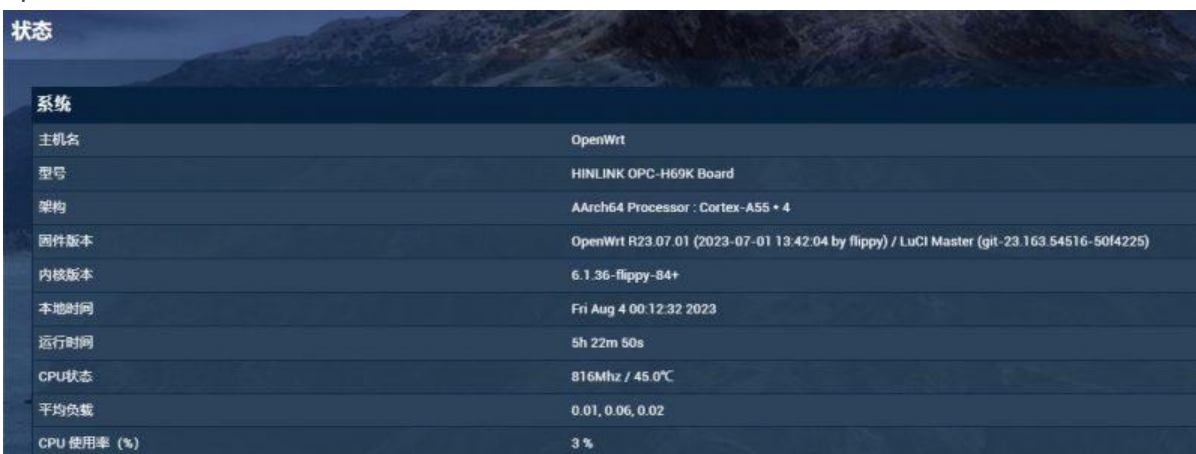 状态
系统
主机名 OpenWrt
型号 HINLINK OPC-H69K Board
架构 AArch64 Processor : Cortex-A55 * 4
固件版本 OpenWrt R23.07.01 (2023-07-01 13:42:04 by flippy) / LuCI Master (git-23.163.54516-50f4225)
内核版本 6.1.36-flippy-84+
本地时间 Fri Aug 4 00:12:32 2023
运行时间 5h 22m 50s
CPU状态 816Mhz / 45.0℃
平均负载 0.01, 0.06, 0.02
CPU 使用率（%） 3 %